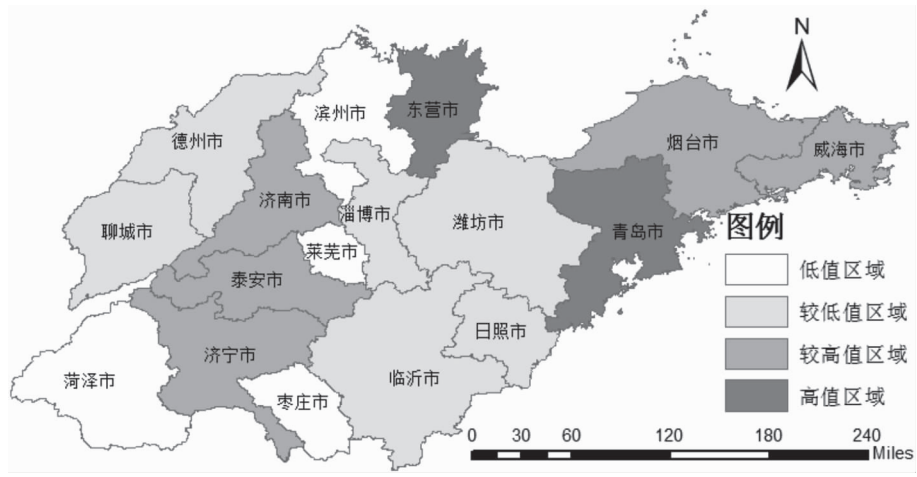 N
滨州市
东营市
德州市
烟台市
威海市
济南市
淄博市
潍坊市
聊城市
青岛市
莱芜市
泰安市
日照市
济宁市
临沂市
菏泽市
枣庄市
图例
低值区域
较低值区域
较高值区域
高值区域
0 30 60 120 180 240
Miles